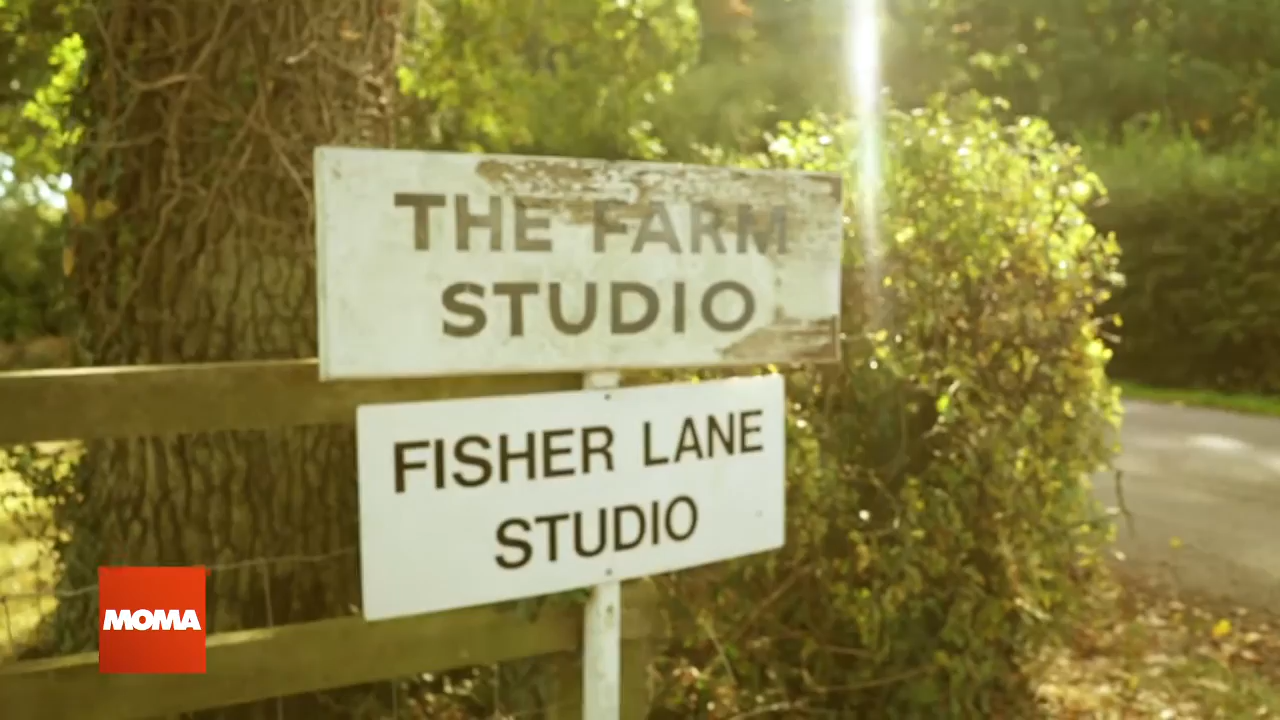 THE FARM
STUDIO
FISHER LANE
STUDIO
MOMA